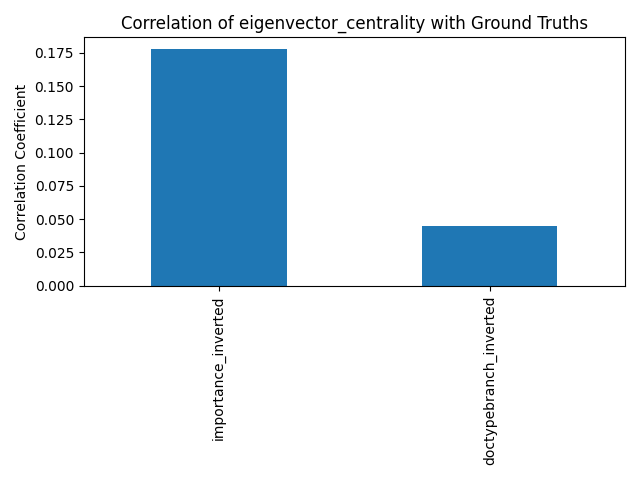 Correlation of eigenvector_centrality with Ground Truths
Correlation Coefficient
0.175
0.150
0.125
0.100
0.075
0.050
0.025
0.000
importance_inverted
doctypebranch_inverted